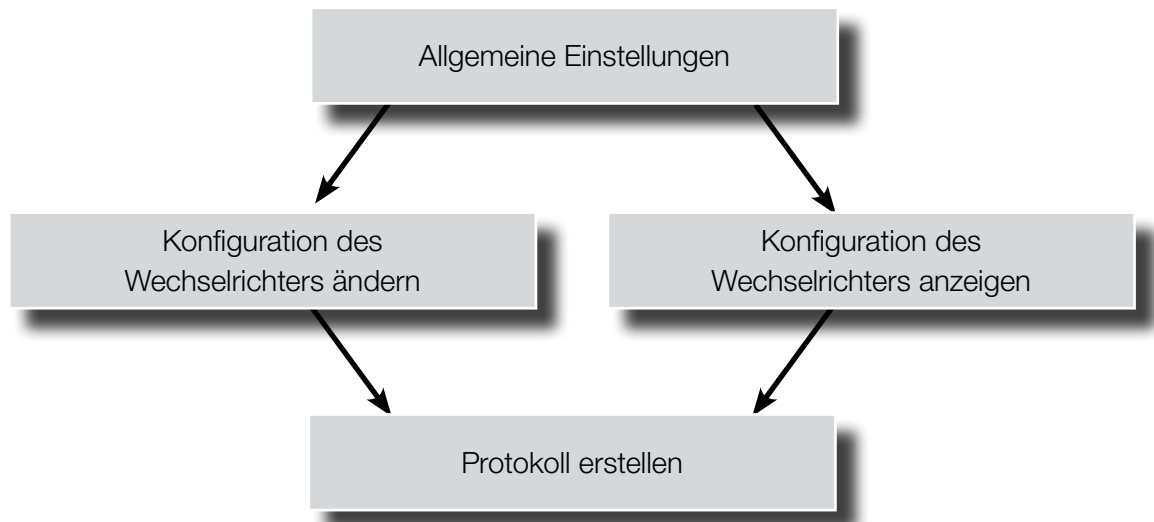 Allgemeine Einstellungen
Konfiguration des
Wechselrichters ändern
Konfiguration des
Wechselrichters anzeigen
Protokoll erstellen